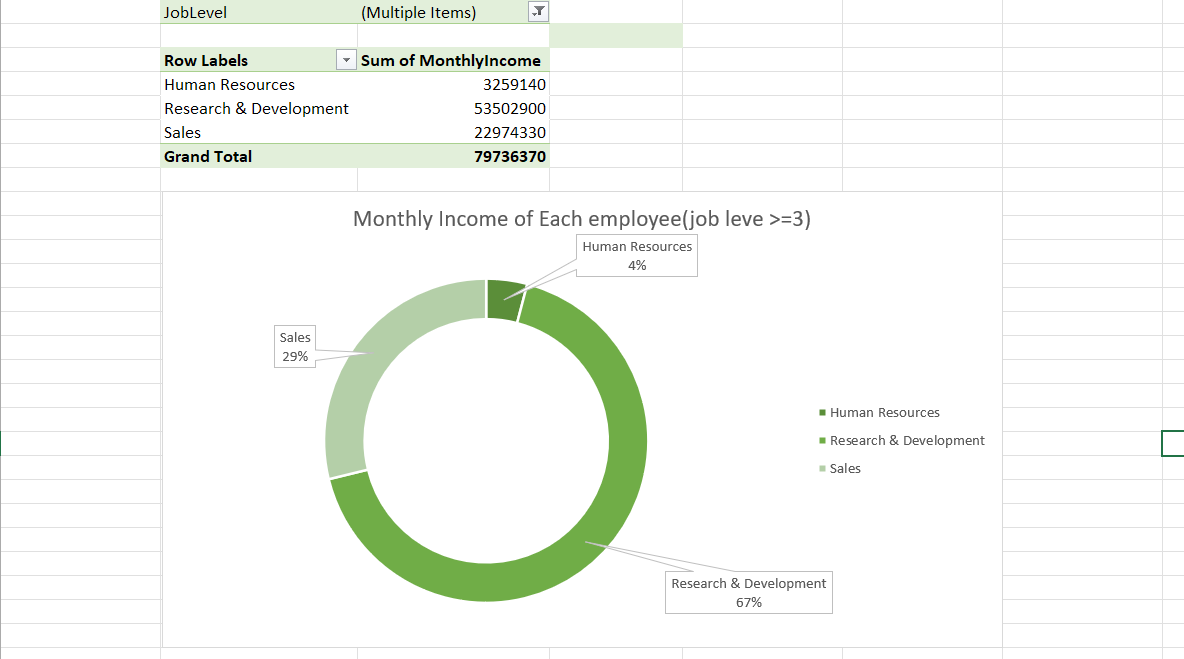 JobLevel (Multiple Items)
Row Labels Sum of MonthlyIncome
Human Resources 3259140
Research & Development 53502900
Sales 22974330
Grand Total 79736370
Monthly Income of Each employee(job leve >=3)
Human Resources
4%
Sales
29%
Human Resources
Research & Development
Sales
Research & Development
67%